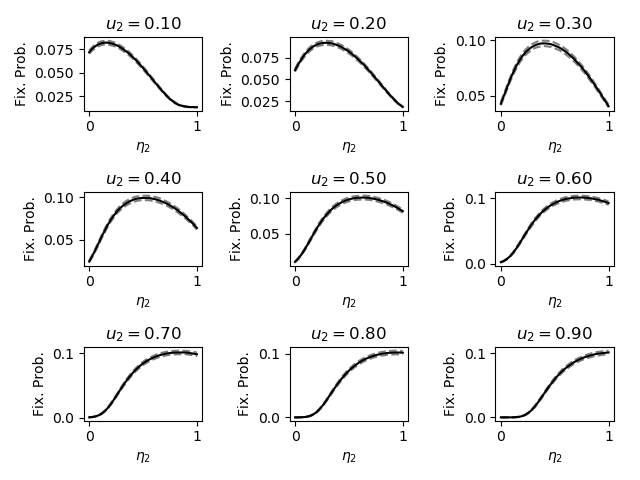 u₂ = 0.10
Fix. Prob.
0.075
0.050
0.025
0 1
η₂
u₂ = 0.20
Fix. Prob.
0.075
0.050
0.025
0 1
η₂
u₂ = 0.30
Fix. Prob.
0.10
0.05
0 1
η₂
u₂ = 0.40
Fix. Prob.
0.10
0.05
0 1
η₂
u₂ = 0.50
Fix. Prob.
0.10
0.05
0 1
η₂
u₂ = 0.60
Fix. Prob.
0.1
0.0
0 1
η₂
u₂ = 0.70
Fix. Prob.
0.1
0.0
0 1
η₂
u₂ = 0.80
Fix. Prob.
0.1
0.0
0 1
η₂
u₂ = 0.90
Fix. Prob.
0.1
0.0
0 1
η₂